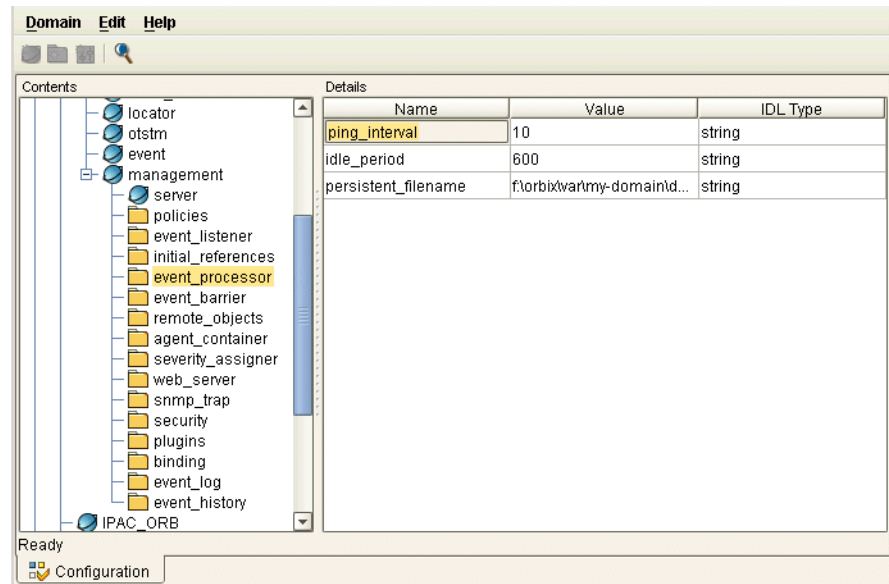 Domain Edit Help
Contents
locator
otstm
event
management
server
policies
event_listener
initial_references
event_processor
event_barrier
remote_objects
agent_container
severity_assigner
web_server
snmp_trap
security
plugins
binding
event_log
event_history
IPAC_ORB
Details
Name Value IDL Type
ping_interval 10 string
idle_period 600 string
persistent_filename f:\orbix\var\my-domain\d... string
Ready
Configuration